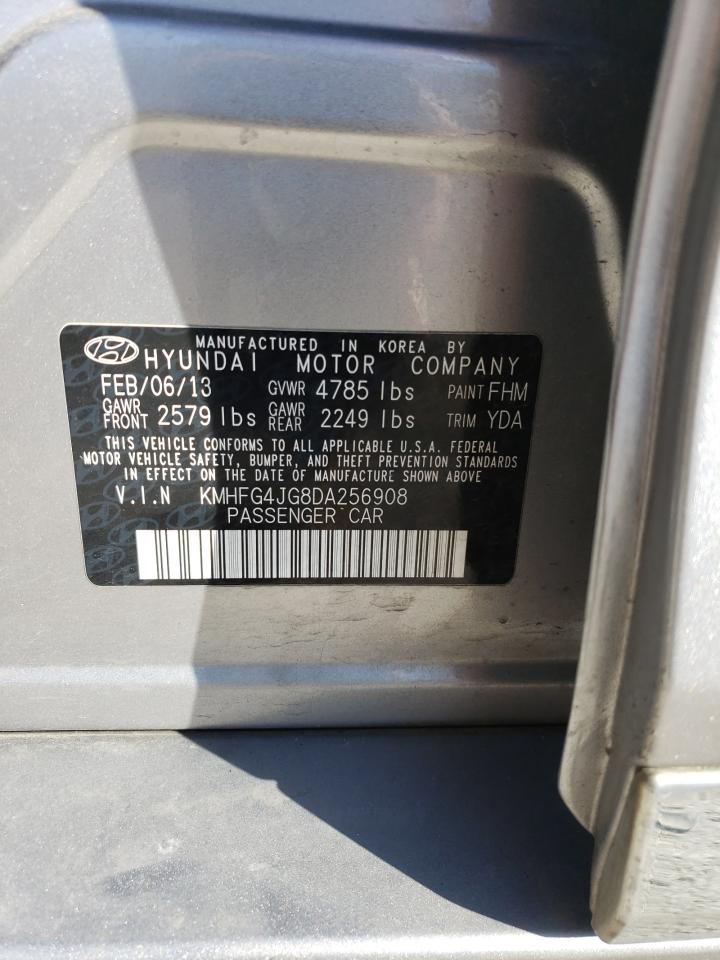 MANUFACTURED IN KOREA BY
HYUNDAI MOTOR COMPANY
FEB/06/13 GVWR 4785 lbs PAINT FHM
GAWR FRONT 2579 lbs GAWR REAR 2249 lbs TRIM YDA
THIS VEHICLE CONFORMS TO ALL APPLICABLE U.S.A. FEDERAL
MOTOR VEHICLE SAFETY, BUMPER, AND THEFT PREVENTION STANDARDS
IN EFFECT ON THE DATE OF MANUFACTURE SHOWN ABOVE
V.I.N KMHFG4JG8DA256908
PASSENGER CAR